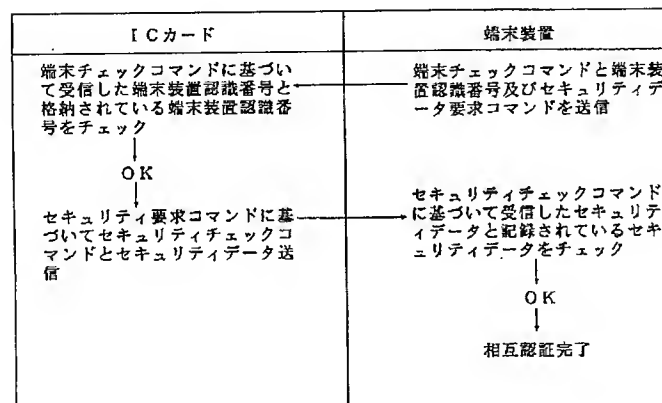 ICカード
端末装置
端末チェックコマンドに基づい
て受信した端末装置認識番号と
格納されている端末装置認識番
号をチェック
端末チェックコマンドと端末装
置認識番号及びセキュリティデ
ータ要求コマンドを送信
OK
セキュリティ要求コマンドに基
づいてセキュリティチェックコ
マンドとセキュリティデータ送
信
セキュリティチェックコマンド
に基づいて受信したセキュリテ
ィデータと記録されているセキ
ュリティデータをチェック
OK
相互認証完了